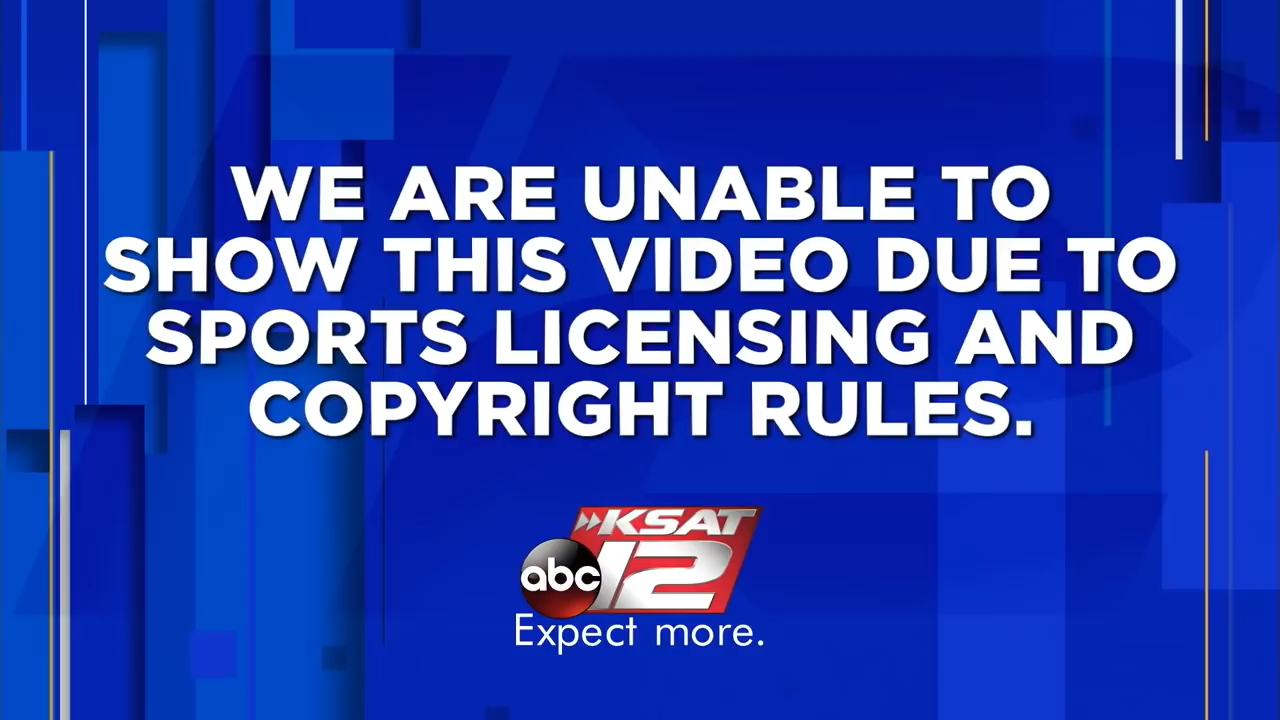 WE ARE UNABLE TO
SHOW THIS VIDEO DUE TO
SPORTS LICENSING AND
COPYRIGHT RULES.
KSAT
abc 12
Expect more.